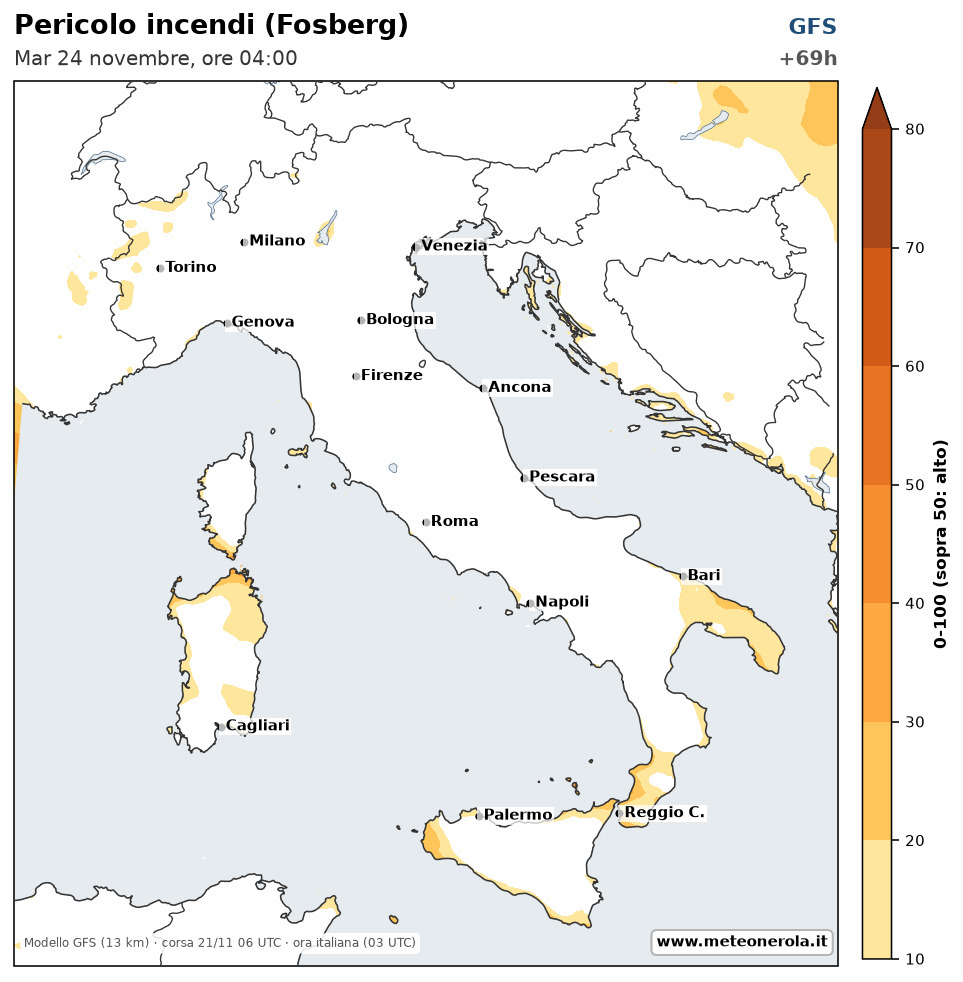 Pericolo incendi (Fosberg)
GFS
Mar 24 novembre, ore 04:00
+69h
Milano
Venezia
Torino
Genova
Bologna
Firenze
Ancona
Pescara
Roma
Bari
Napoli
Cagliari
Palermo
Reggio C.
80
70
60
50
40
30
20
10
0-100 (sopra 50: alto)
Modello GFS (13 km) · corsa 21/11 06 UTC · ora italiana (03 UTC)
www.meteonerola.it